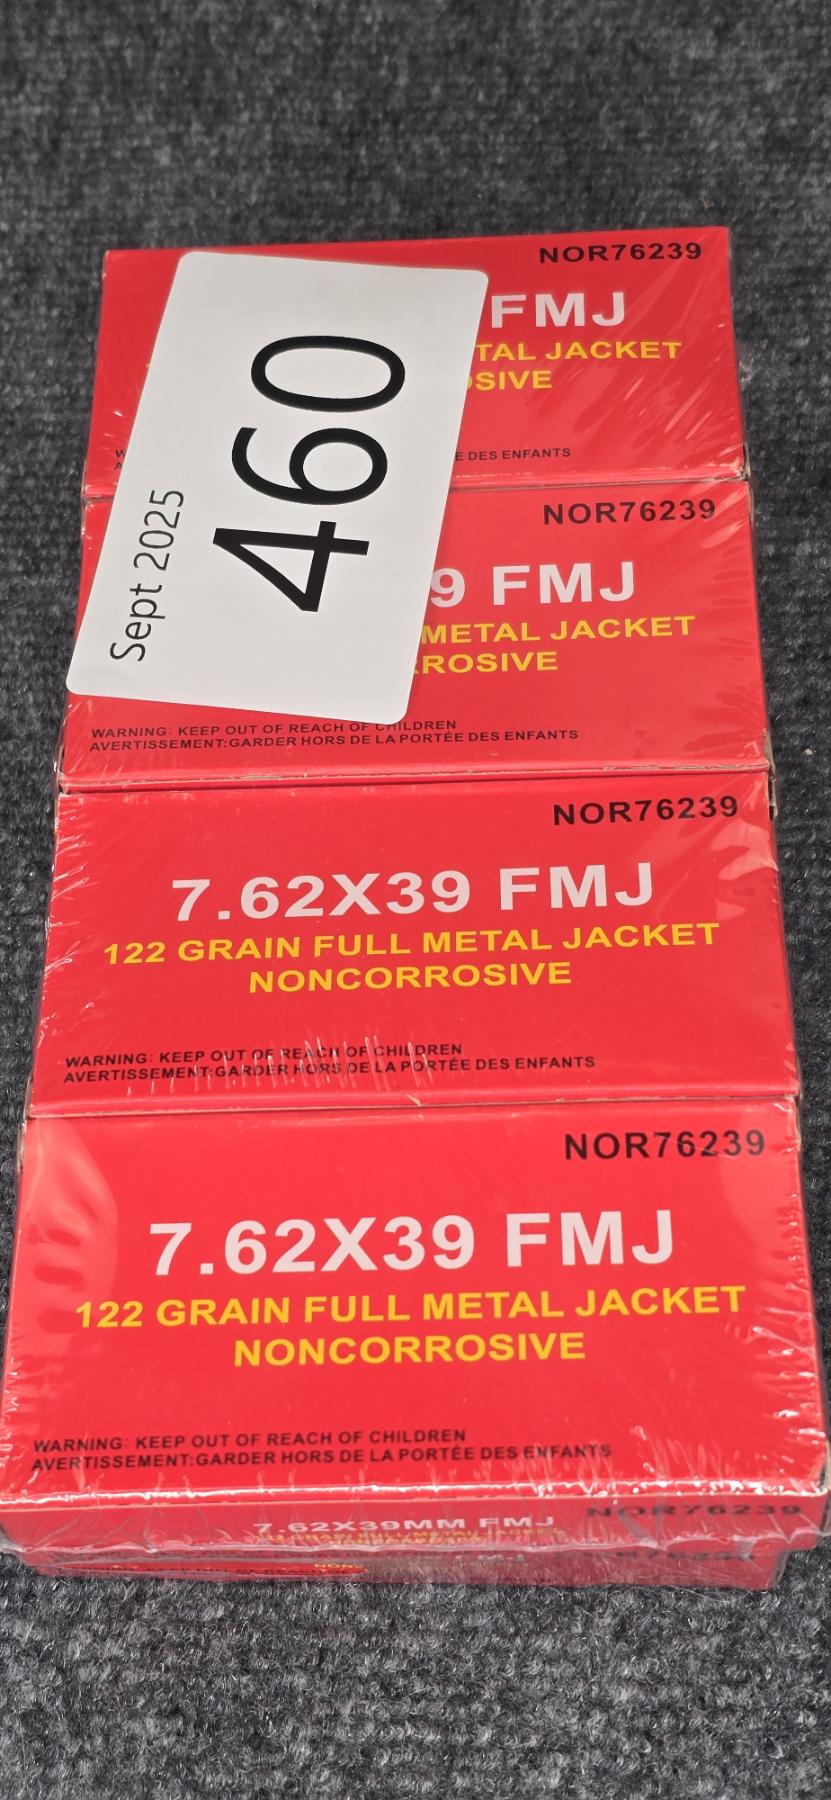 NOR76239
FMJ
JACKET
E DES ENFANTS
Sept 2025
460
NOR76239
9 FMJ
METAL JACKET
WARNING: KEEP OUT OF REACH OF CHILDREN
AVERTISSEMENT:GARDER HORS DE LA PORTÉE DES ENFANTS
NOR76239
7.62X39 FMJ
122 GRAIN FULL METAL JACKET
NONCORROSIVE
WARNING: KEEP OUT OF REACH OF CHILDREN
AVERTISSEMENT:GARDER HORS DE LA PORTÉE DES ENFANTS
NOR76239
7.62X39 FMJ
122 GRAIN FULL METAL JACKET
NONCORROSIVE
WARNING: KEEP OUT OF REACH OF CHILDREN
AVERTISSEMENT:GARDER HORS DE LA PORTÉE DES ENFANTS
7.62X39MM FMJ NOR76239